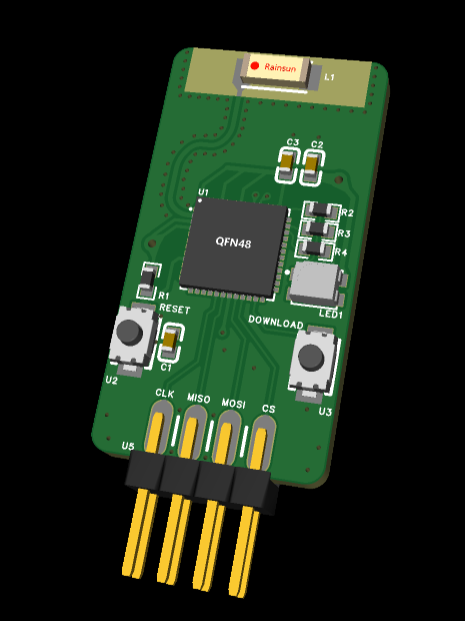 Rainsun
L1
C3 C2
U1
R2
R3
R4
QFN48
R1
LED1
RESET
DOWNLOAD
C1
U2
U3
CLK MISO MOSI CS
U5